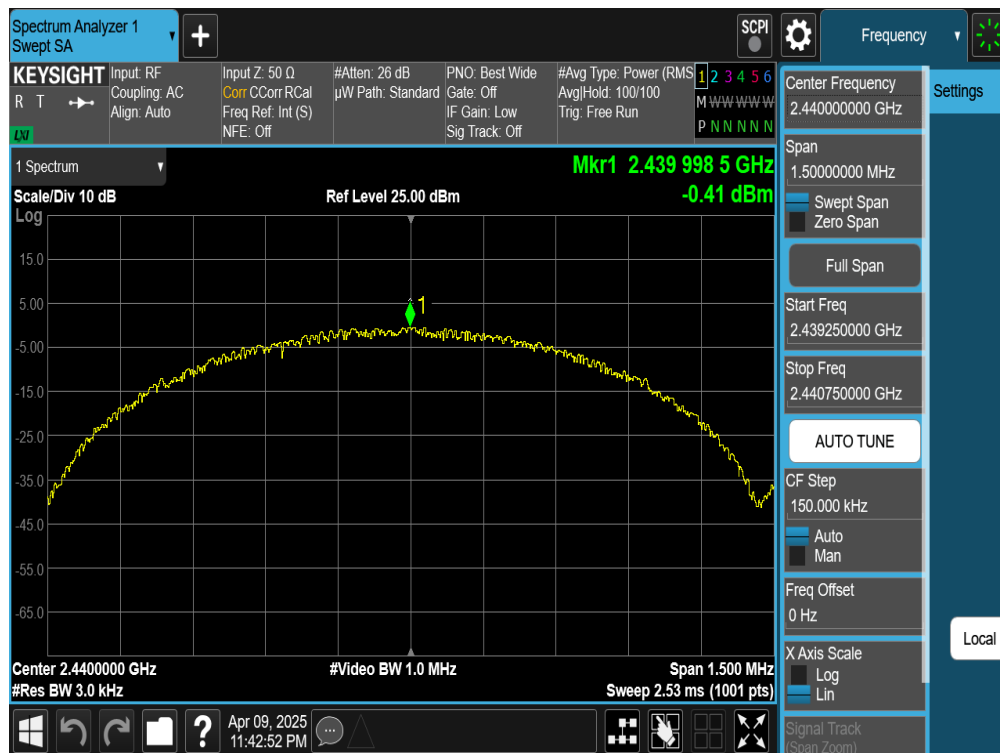 Spectrum Analyzer 1
Swept SA
+
SCPI
Frequency
KEYSIGHT
R T
LXI
Input: RF
Coupling: AC
Align: Auto
Input Z: 50 Ω
Corr CCorr RCal
Freq Ref: Int (S)
NFE: Off
#Atten: 26 dB
µW Path: Standard
PNO: Best Wide
Gate: Off
IF Gain: Low
Sig Track: Off
#Avg Type: Power (RMS
Avg|Hold: 100/100
Trig: Free Run
1 2 3 4 5 6
M W W W W W
P N N N N N
1 Spectrum
Mkr1 2.439 998 5 GHz
Scale/Div 10 dB
Ref Level 25.00 dBm
-0.41 dBm
Log
15.0
5.00
1
-5.00
-15.0
-25.0
-35.0
-45.0
-55.0
-65.0
Center 2.4400000 GHz
#Video BW 1.0 MHz
Span 1.500 MHz
#Res BW 3.0 kHz
Sweep 2.53 ms (1001 pts)
?
Apr 09, 2025
11:42:52 PM
Center Frequency
2.440000000 GHz
Settings
Span
1.50000000 MHz
Swept Span
Zero Span
Full Span
Start Freq
2.439250000 GHz
Stop Freq
2.440750000 GHz
AUTO TUNE
CF Step
150.000 kHz
Auto
Man
Freq Offset
0 Hz
Local
X Axis Scale
Log
Lin
Signal Track
(Span Zoom)